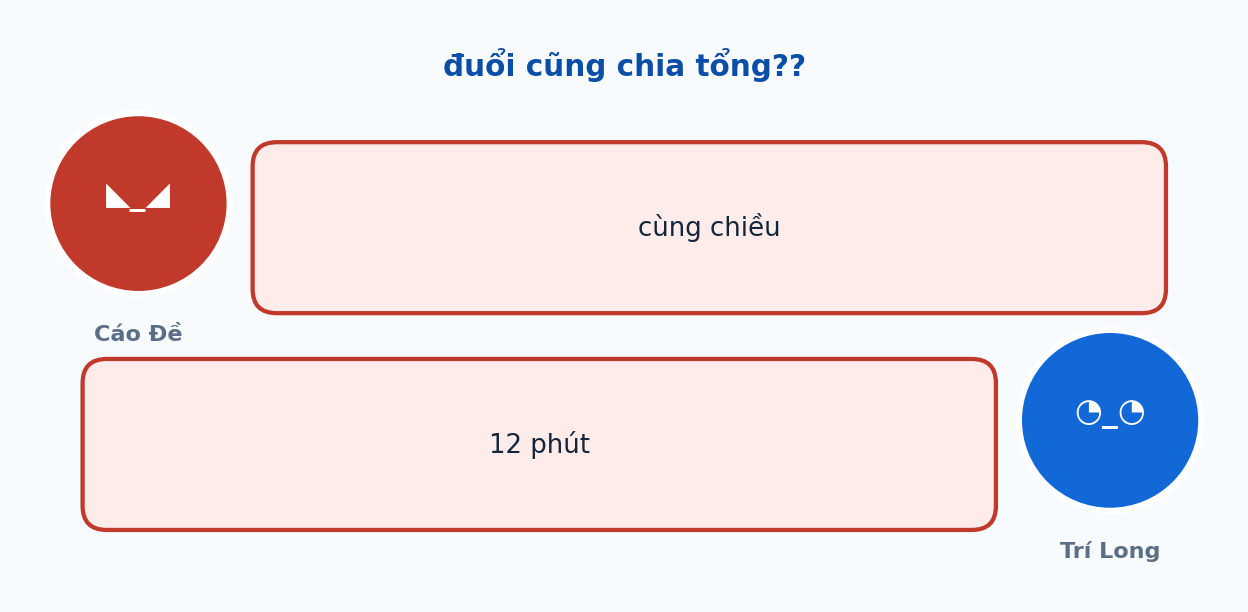 đuổi cũng chia tổng??
cùng chiều
Cáo Đề
12 phút
Trí Long